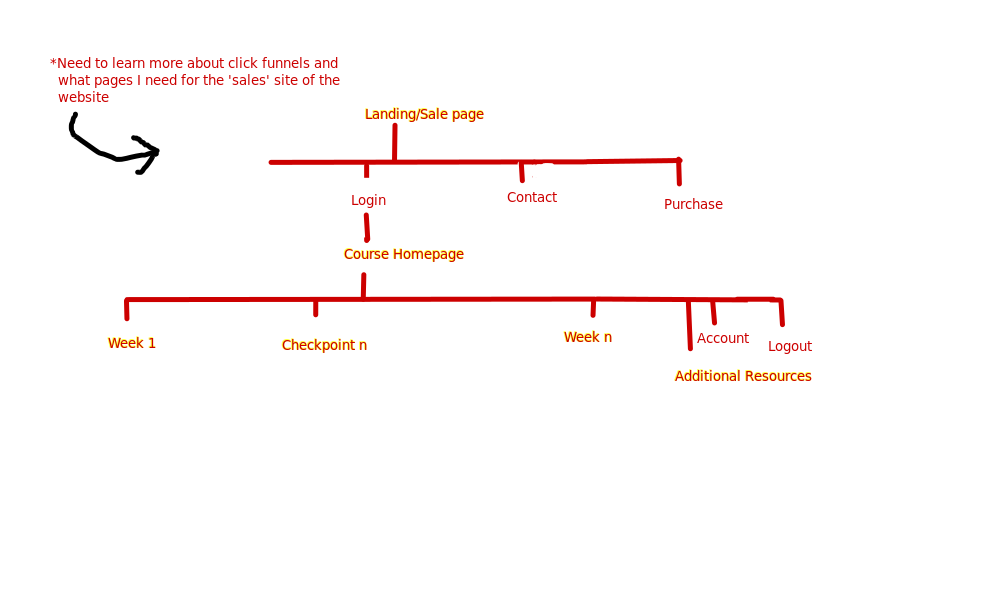 *Need to learn more about click funnels and
what pages I need for the 'sales' site of the
website
Landing/Sale page
Login
Contact
Purchase
Course Homepage
Week 1
Checkpoint n
Week n
Account
Logout
Additional Resources